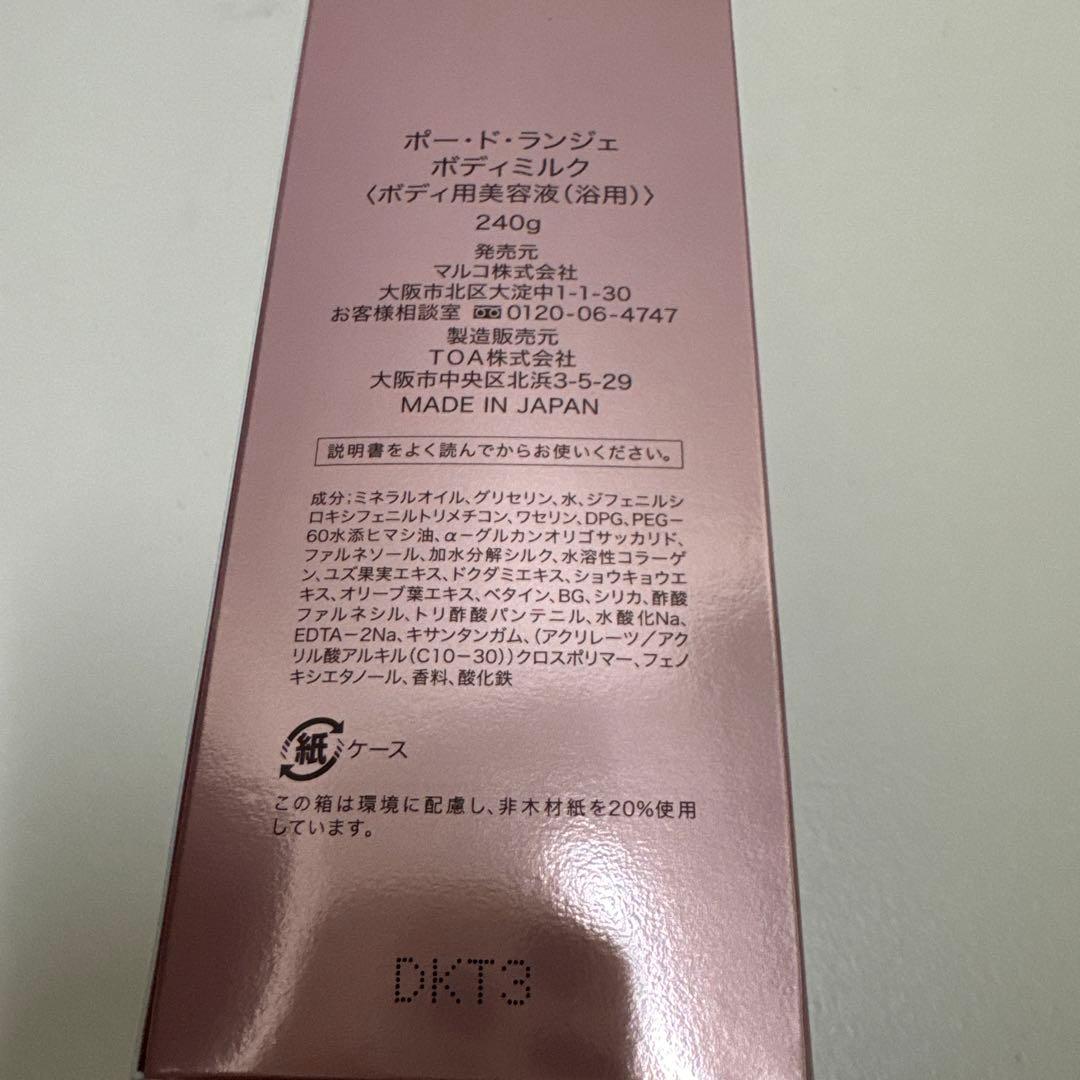 ポー・ド・ランジェ
ボディミルク
〈ボディ用美容液(浴用)〉
240g
発売元
マルコ株式会社
大阪市北区大淀中1-1-30
お客様相談室 0120-06-4747
製造販売元
TOA株式会社
大阪市中央区北浜3-5-29
MADE IN JAPAN
説明書をよく読んでからお使いください。
成分;ミネラルオイル、グリセリン、水、ジフェニルシ
ロキシフェニルトリメチコン、ワセリン、DPG、PEG-
60水添ヒマシ油、α-グルカンオリゴサッカリド、
ファルネソール、加水分解シルク、水溶性コラーゲ
ン、ユズ果実エキス、ドクダミエキス、ショウキョウエ
キス、オリーブ葉エキス、ベタイン、BG、シリカ、酢酸
ファルネシル、トリ酢酸パンテニル、水酸化Na、
EDTA-2Na、キサンタンガム、(アクリレーツ/アク
リル酸アルキル(C10-30))クロスポリマー、フェノ
キシエタノール、香料、酸化鉄
紙 ケース
この箱は環境に配慮し、非木材紙を20%使用
しています。
DKT3